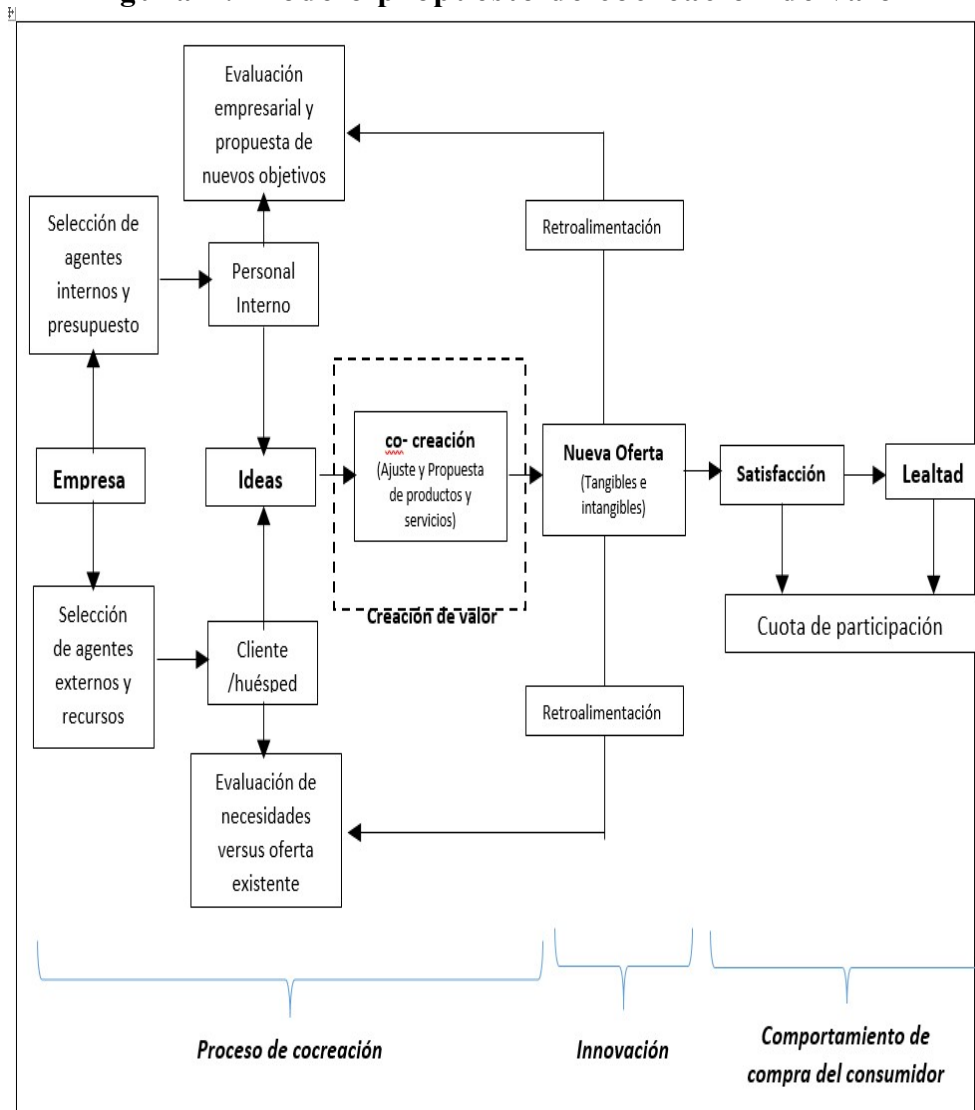 Evaluación
empresarial y
propuesta de
nuevos objetivos
Selección de
agentes
internos y
presupuesto
Personal
Interno
Retroalimentación
Empresa
Ideas
co- creación
(Ajuste y Propuesta
de productos y
servicios)
Creación de valor
Nueva Oferta
(Tangibles e
intangibles)
Satisfacción
Lealtad
Cuota de participación
Selección
de agentes
externos y
recursos
Cliente
/huésped
Retroalimentación
Evaluación de
necesidades
versus oferta
existente
Proceso de cocreación
Innovación
Comportamiento de
compra del consumidor